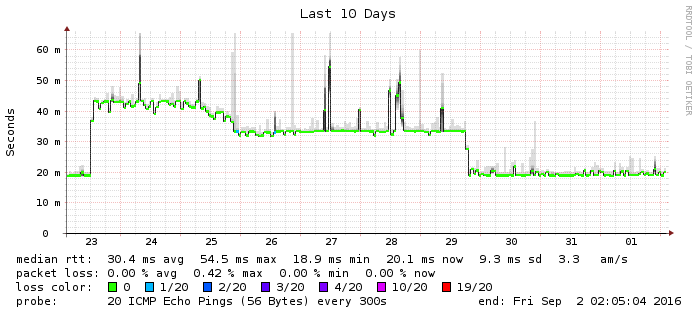 Last 10 Days
RRDTOOL / TOBI OETIKER
Seconds
60 m
50 m
40 m
30 m
20 m
10 m
0
23 24 25 26 27 28 29 30 31 01
median rtt: 30.4 ms avg 54.5 ms max 18.9 ms min 20.1 ms now 9.3 ms sd 3.3 am/s
packet loss: 0.00 % avg 0.42 % max 0.00 % min 0.00 % now
loss color: 0 1/20 2/20 3/20 4/20 10/20 19/20
probe: 20 ICMP Echo Pings (56 Bytes) every 300s end: Fri Sep 2 02:05:04 2016